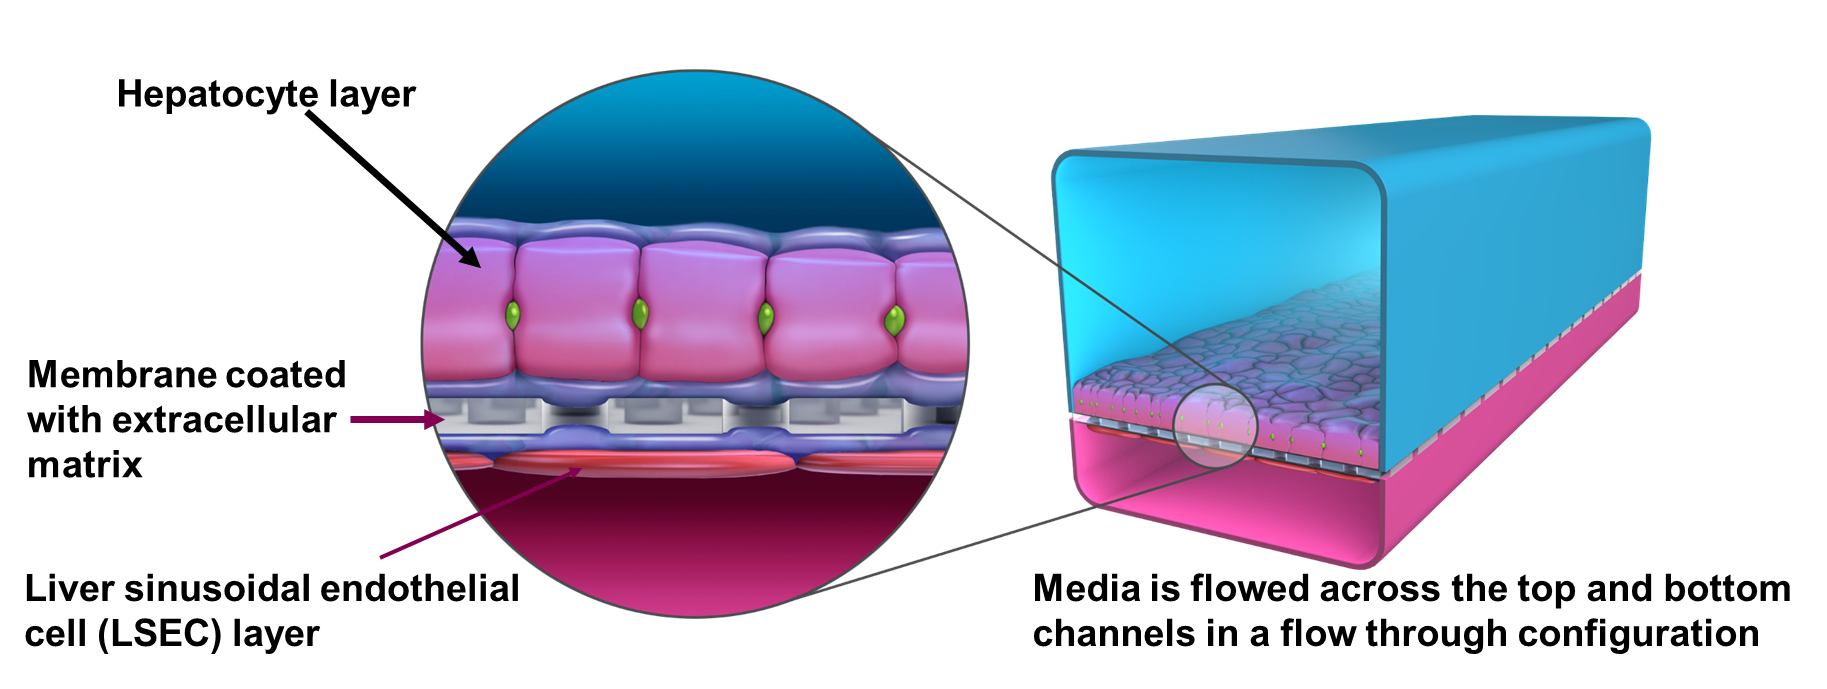 Hepatocyte layer
Membrane coated
with extracellular
matrix
Liver sinusoidal endothelial
cell (LSEC) layer
Media is flowed across the top and bottom
channels in a flow through configuration